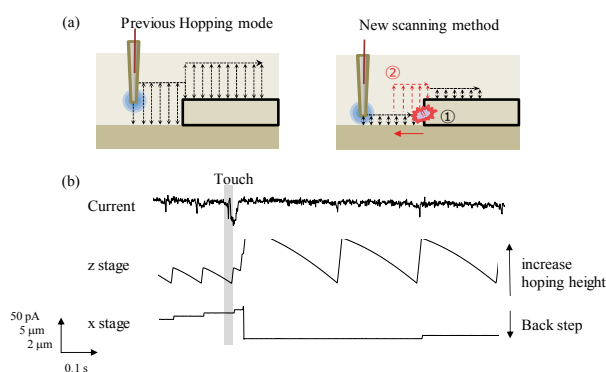 (a)
Previous Hopping mode
New scanning method
②
①
(b)
Touch
Current
z stage
increase
hoping height
x stage
Back step
50 pA
5 μm
2 μm
0.1 s